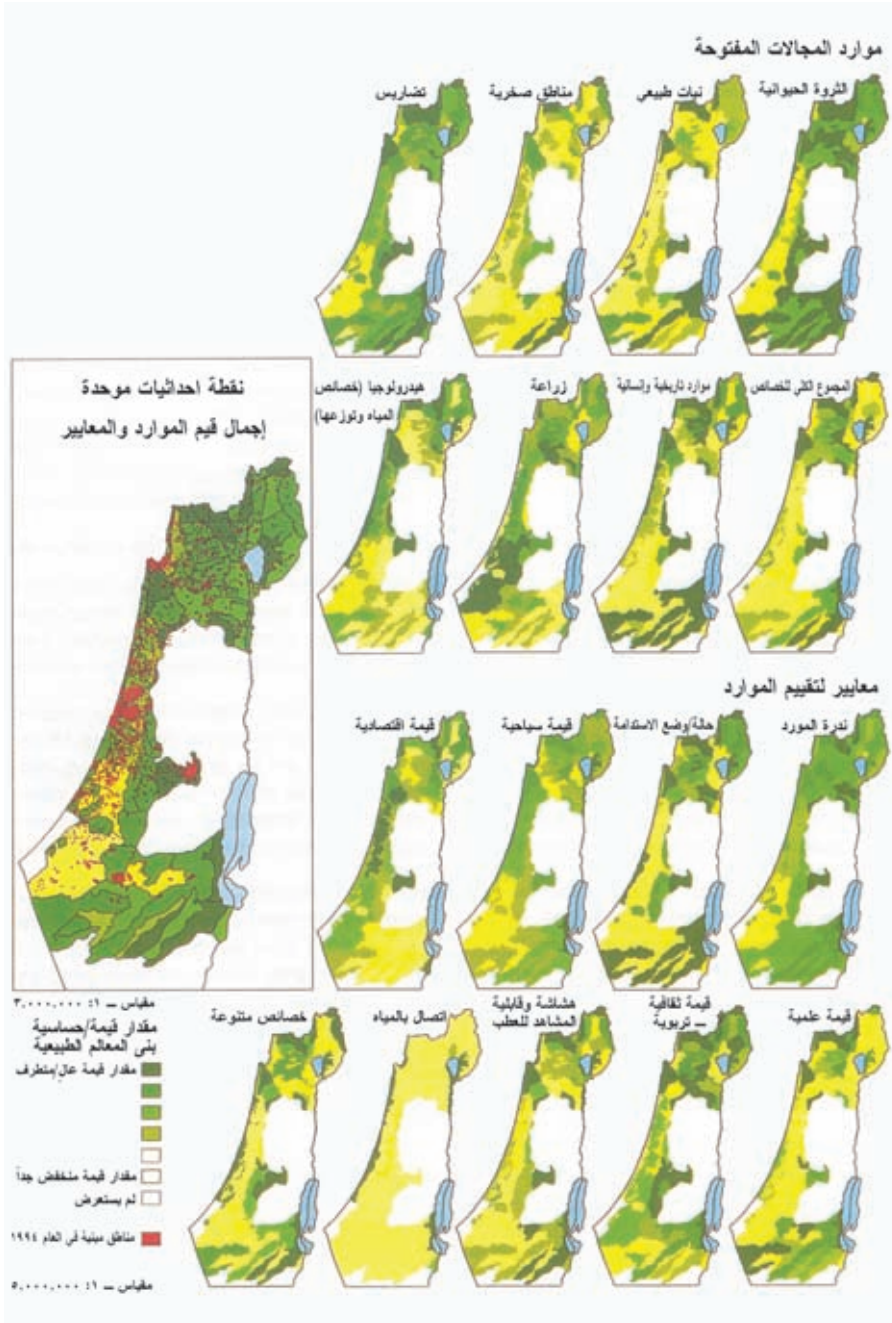 موارد المجالات المفتوحة
الثروة الحيوانية
نبات طبيعي
مناطق صخرية
تضاريس
المجموع الكلي للخصائص
موارد تاريخية وإنسانية
زراعة
هيدرولوجيا (خصائص
المياه وتوزعها)
نقطة احداثيات موحدة
إجمال قيم الموارد والمعايير
معايير لتقييم الموارد
ندرة المورد
حالة/وضع الاستدامة
قيمة سياحية
قيمة اقتصادية
قيمة علمية
قيمة ثقافية
ــ تربوية
هشاشة وقابلية
المشاهد للعطب
اتصال بالمياه
خصائص متنوعة
مقياس ــ ١: ٣,٠٠٠,٠٠٠
مقدار قيمة/حساسية
بنى المعالم الطبيعية
مقدار قيمة عالٍ/متطرف
مقدار قيمة منخفض جداً
لم يستعرض
مناطق مبنية في العام ١٩٩٤
مقياس ــ ١: ٥,٠٠٠,٠٠٠